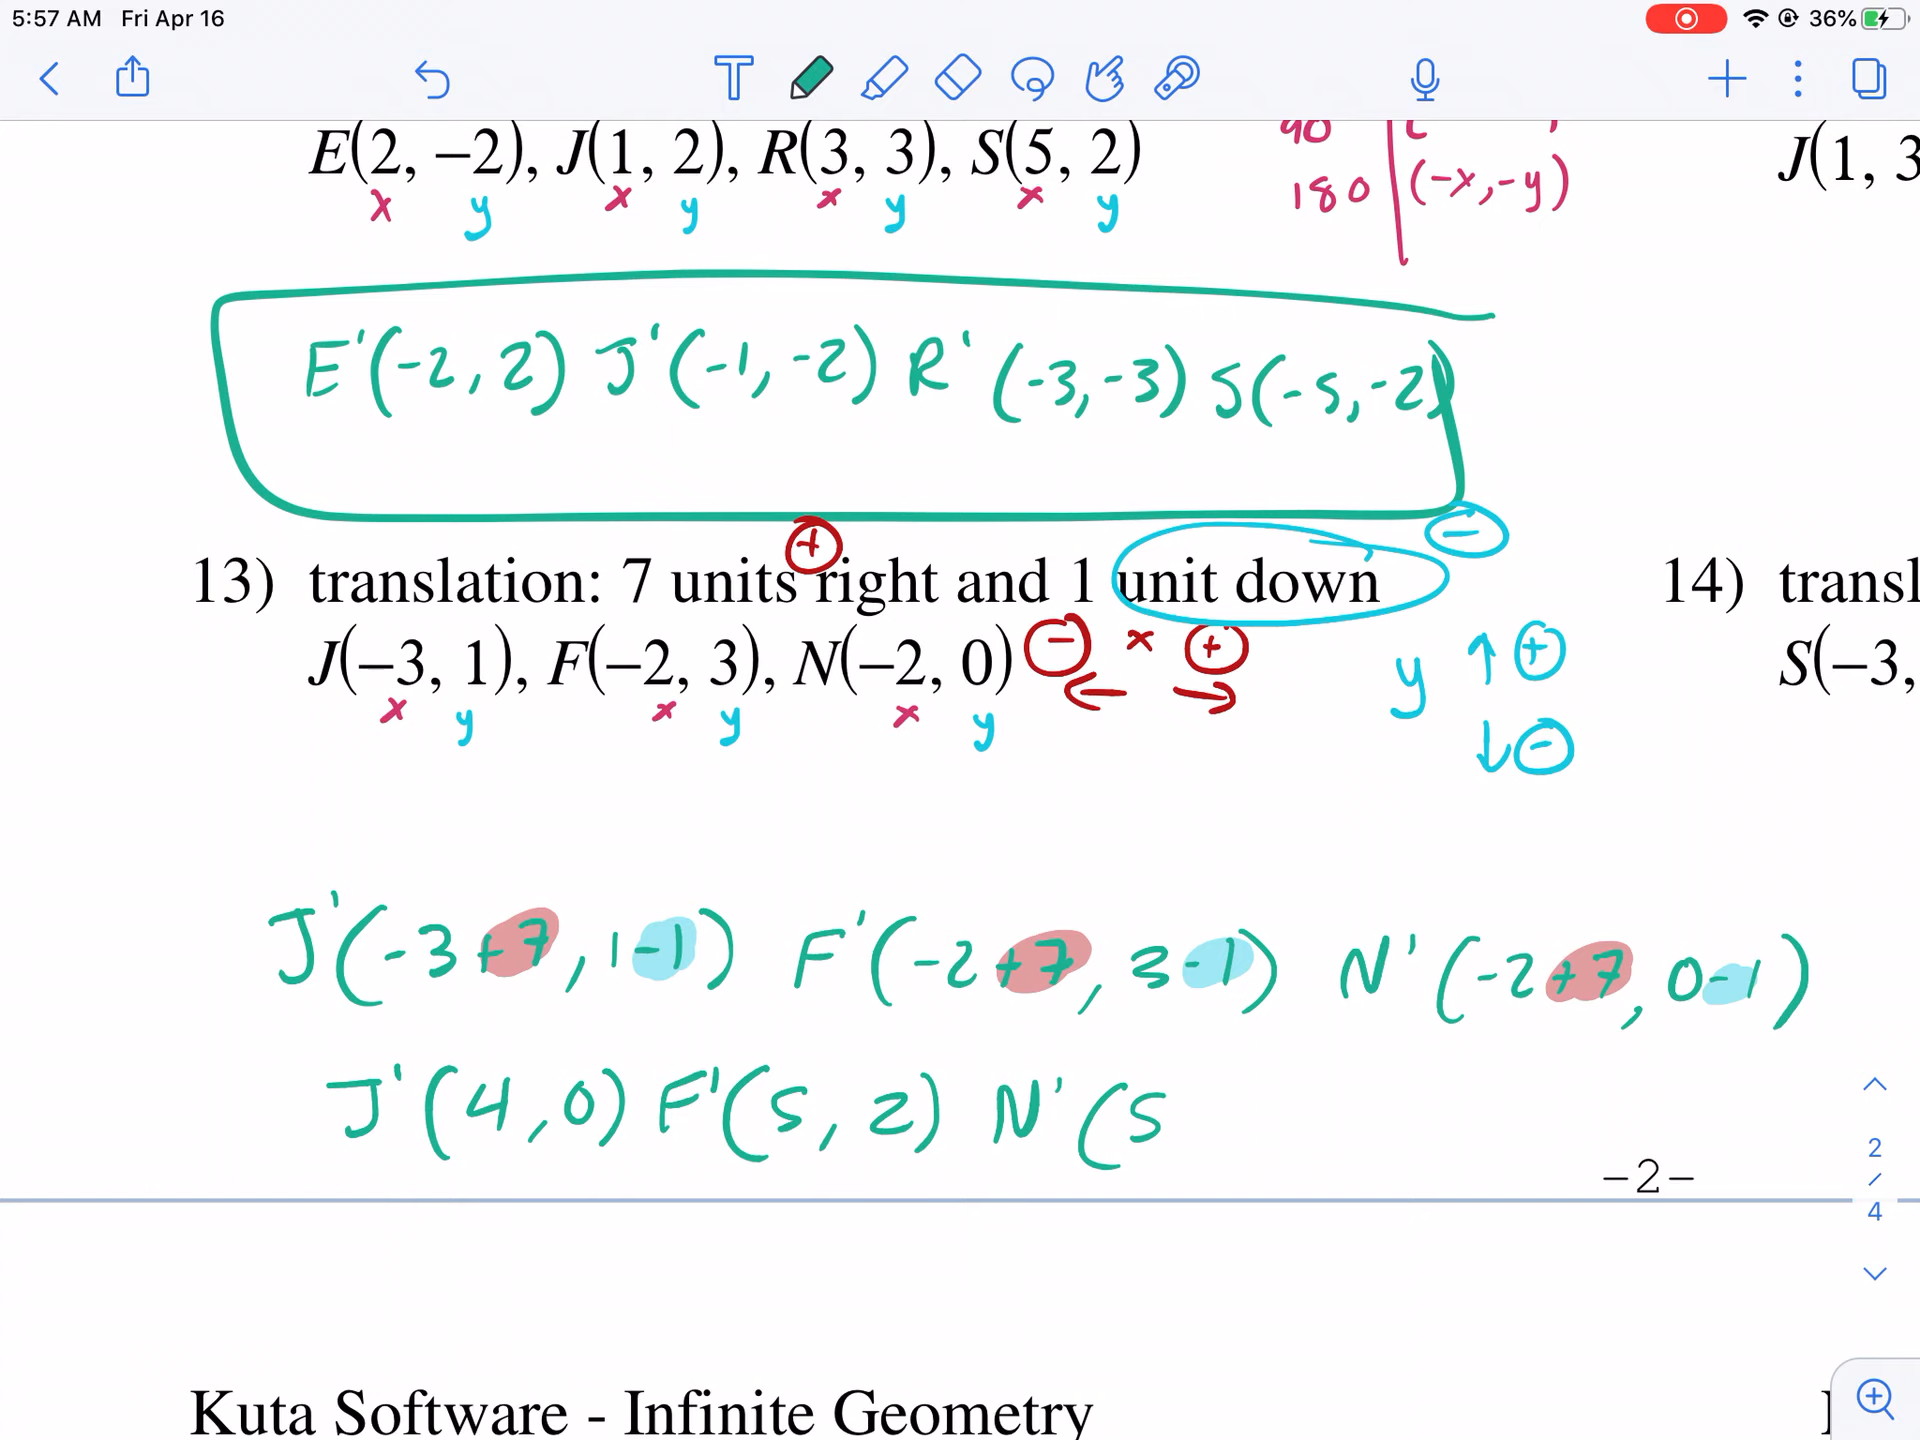 5:57 AM Fri Apr 16
36%
E(2, −2), J(1, 2), R(3, 3), S(5, 2)
x y x y x y x y
90
180 (-x,-y)
J(1, 3
E'(-2, 2) J'(-1, -2) R'(-3,-3) S(-5,-2)
+ -
13) translation: 7 units right and 1 unit down
J(−3, 1), F(−2, 3), N(−2, 0)
x y x y x y
- x +
← →
y ↑ +
↓ -
14) transl
S(−3,
J'(-3+7, 1-1) F'(-2+7, 3-1) N'(-2+7, 0-1)
J'(4,0) F'(5, 2) N'(5
-2-
2
/
4
Kuta Software - Infinite Geometry